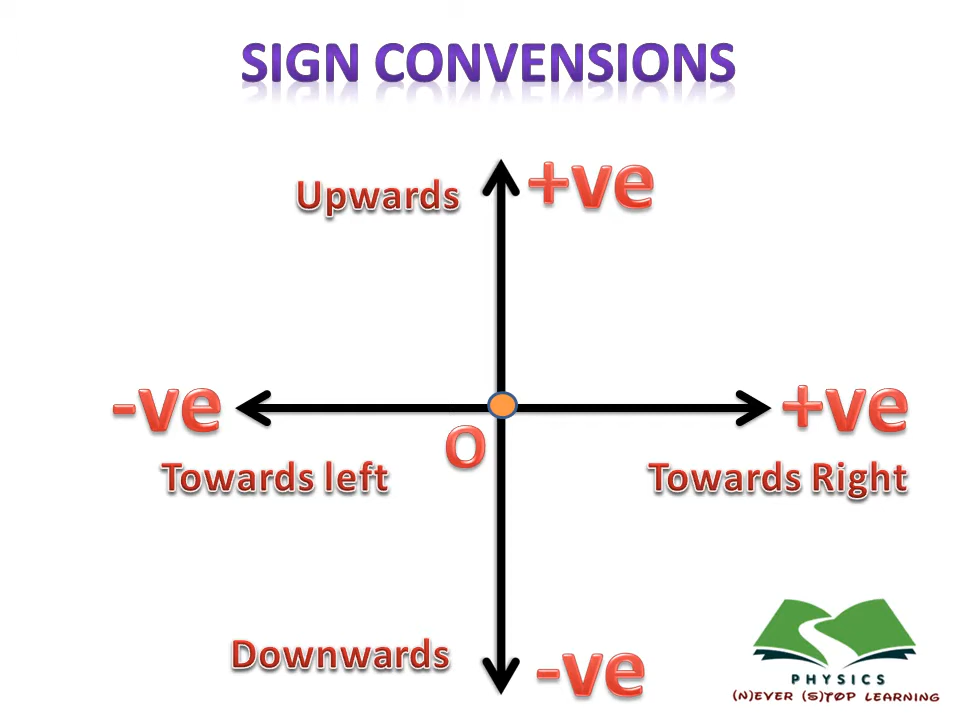 SIGN CONVENSIONS
Upwards
+ve
-ve
+ve
O
Towards left
Towards Right
Downwards
-ve
PHYSICS
(N)EVER (S)TOP LEARNING